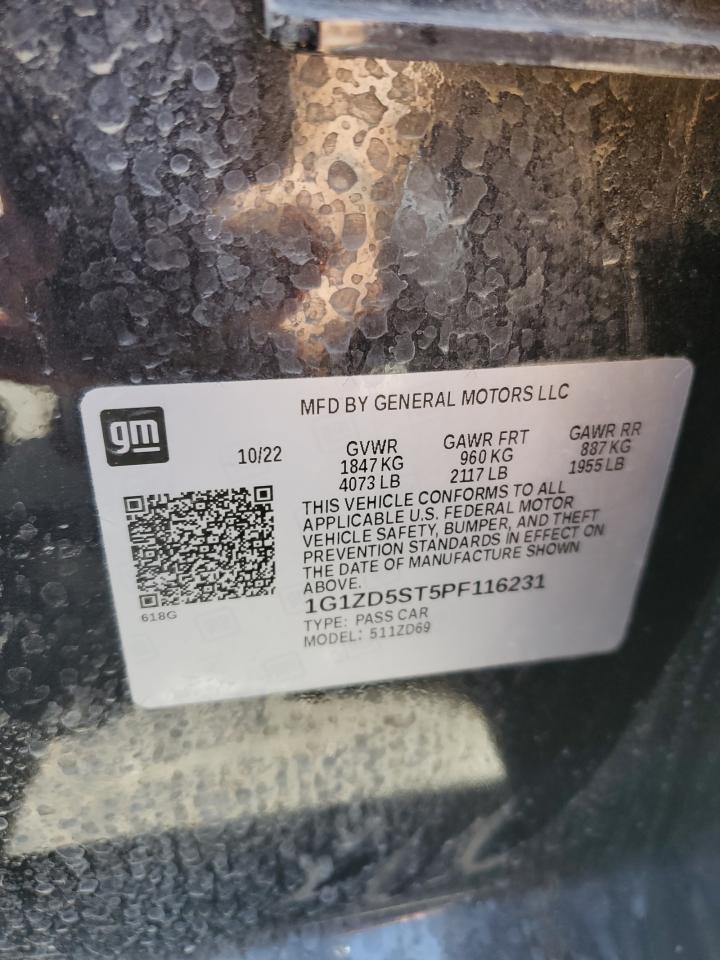 MFD BY GENERAL MOTORS LLC
gm
10/22
GVWR
1847 KG
4073 LB
GAWR FRT
960 KG
2117 LB
GAWR RR
887 KG
1955 LB
THIS VEHICLE CONFORMS TO ALL
APPLICABLE U.S. FEDERAL MOTOR
VEHICLE SAFETY, BUMPER, AND THEFT
PREVENTION STANDARDS IN EFFECT ON
THE DATE OF MANUFACTURE SHOWN
ABOVE.
1G1ZD5ST5PF116231
TYPE: PASS CAR
MODEL: 511ZD69
618G